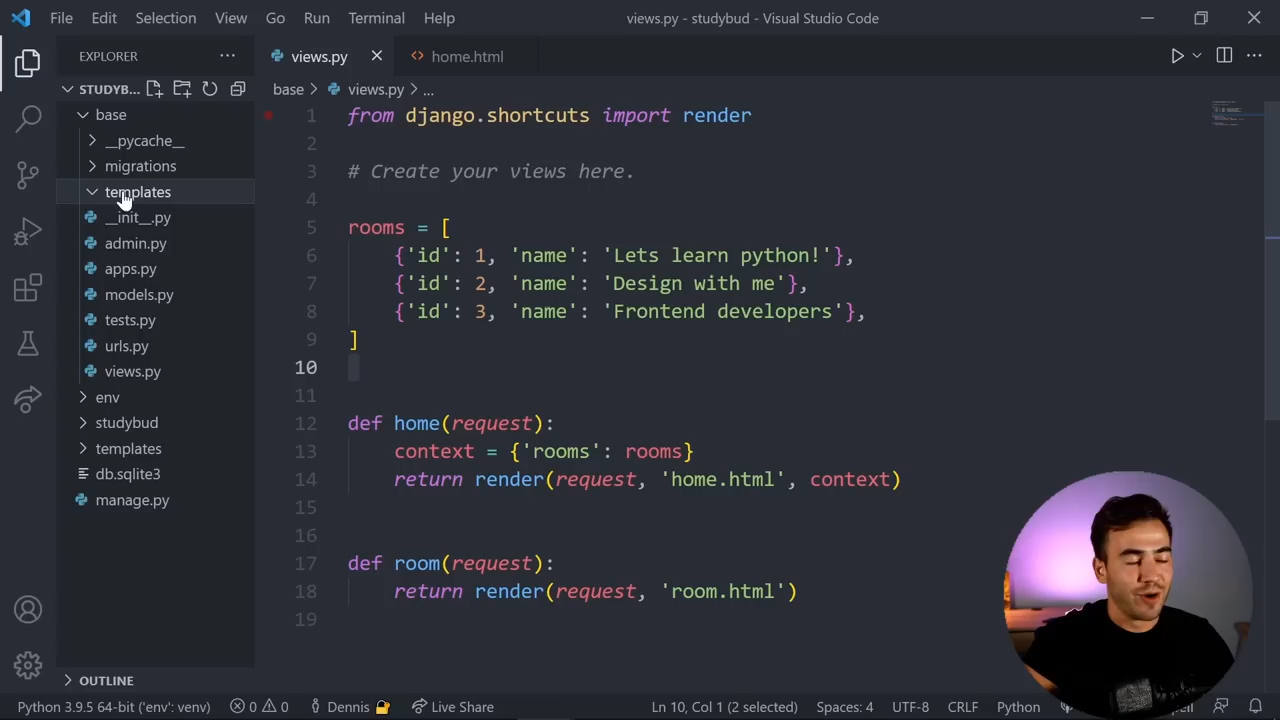 File Edit Selection View Go Run Terminal Help
views.py - studybud - Visual Studio Code
EXPLORER
STUDYB...
base
__pycache__
migrations
templates
__init__.py
admin.py
apps.py
models.py
tests.py
urls.py
views.py
env
studybud
templates
db.sqlite3
manage.py
OUTLINE
views.py
home.html
base > views.py > ...
1 from django.shortcuts import render
2
3 # Create your views here.
4
5 rooms = [
6 {'id': 1, 'name': 'Lets learn python!'},
7 {'id': 2, 'name': 'Design with me'},
8 {'id': 3, 'name': 'Frontend developers'},
9 ]
10
11
12 def home(request):
13 context = {'rooms': rooms}
14 return render(request, 'home.html', context)
15
16
17 def room(request):
18 return render(request, 'room.html')
19
Python 3.9.5 64-bit ('env': venv) 0 0 Dennis Live Share Ln 10, Col 1 (2 selected) Spaces: 4 UTF-8 CRLF Python